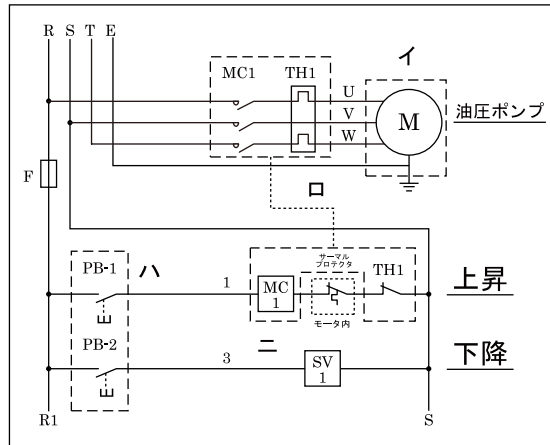 R S T E
イ
MC1 TH1
U
V
W
M
油圧ポンプ
F
ロ
PB-1
ハ
1
MC
1
サーマル
プロテクタ
モータ内
TH1
上昇
PB-2
ニ
3
SV
1
下降
R1
S